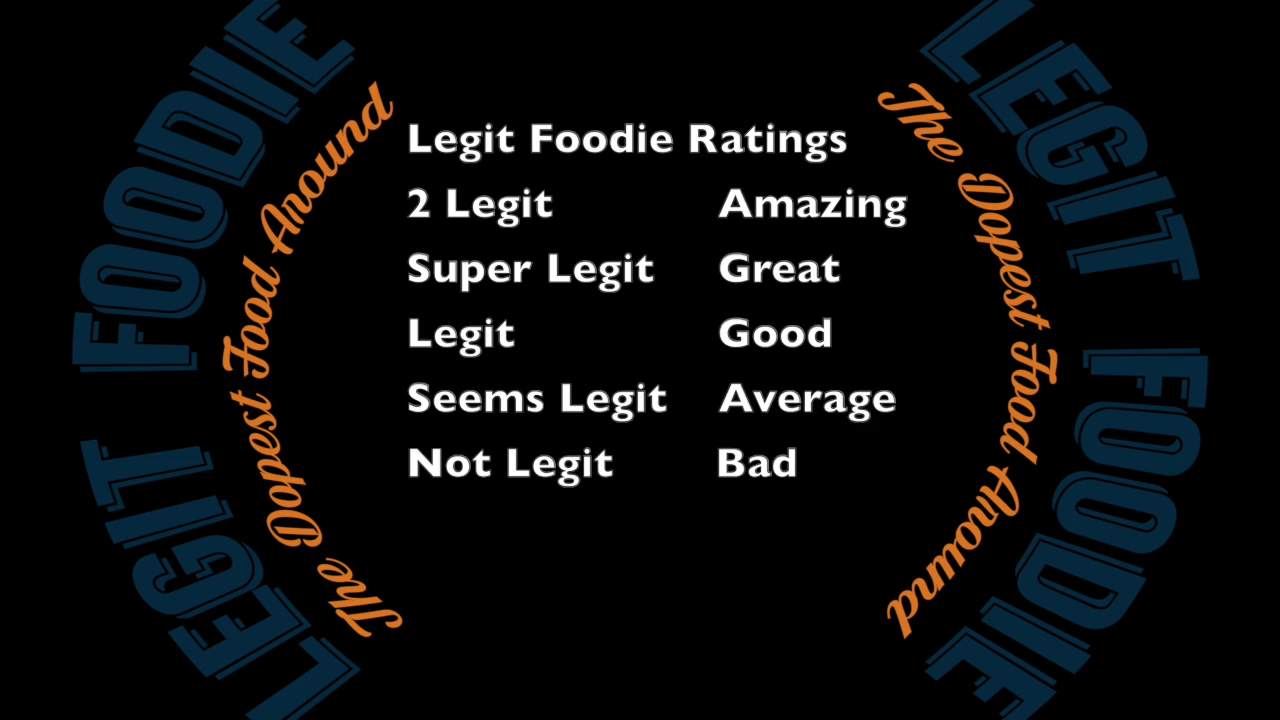 LEGIT FOODIE
The Dopest Food Around
Legit Foodie Ratings
2 Legit Amazing
Super Legit Great
Legit Good
Seems Legit Average
Not Legit Bad
The Dopest Food Around
LEGIT FOODIE